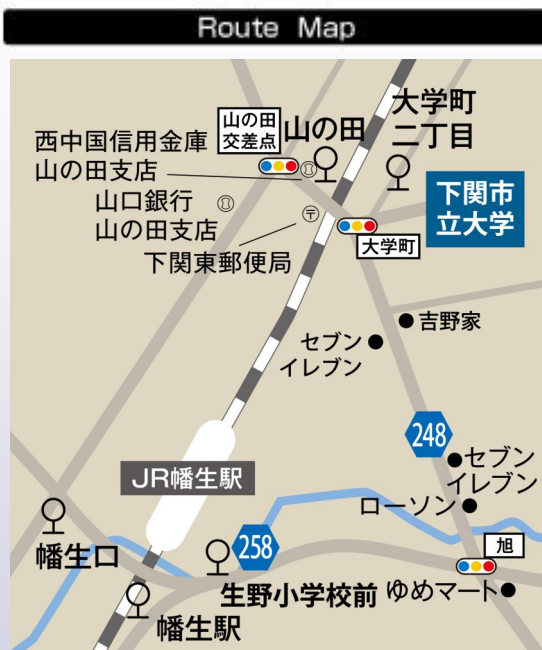 Route Map
大学町
二丁目
山の田
交差点
山の田
西中国信用金庫
山の田支店
山口銀行
山の田支店
下関東郵便局
下関市
立大学
大学町
吉野家
セブン
イレブン
248
セブン
イレブン
ローソン
JR幡生駅
旭
258
幡生口
生野小学校前
ゆめマート
幡生駅